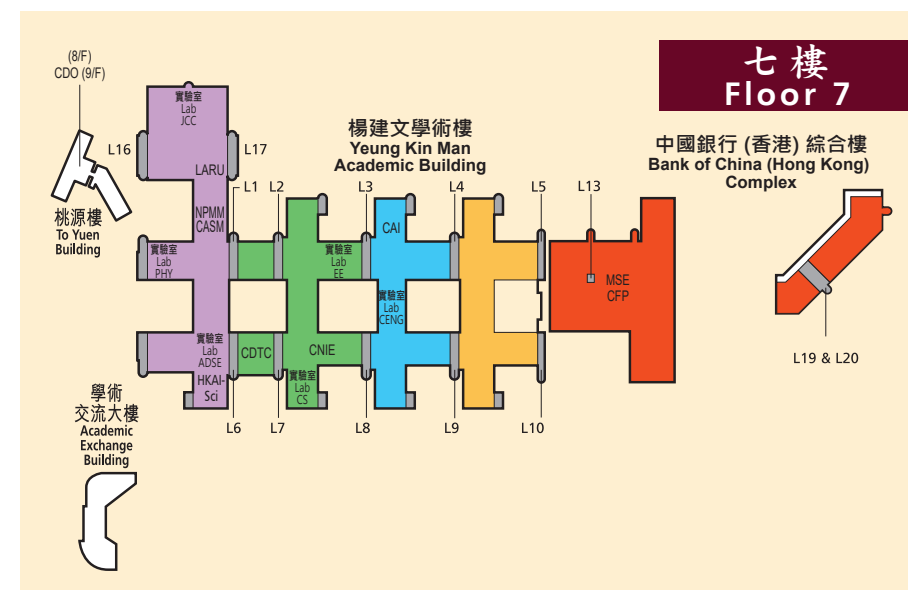 七樓
Floor 7
(8/F)
CDO (9/F)
桃源樓
To Yuen
Building
學術
交流大樓
Academic
Exchange
Building
楊建文學術樓
Yeung Kin Man
Academic Building
中國銀行 (香港) 綜合樓
Bank of China (Hong Kong)
Complex
實驗室
Lab
JCC
L16
L17
LARU
L1
L2
L3
L4
L5
L13
NPMM
CASM
CAI
實驗室
Lab
PHY
實驗室
Lab
EE
MSE
CFP
實驗室
Lab
CENG
實驗室
Lab
ADSE
CDTC
CNIE
HKAI-
Sci
實驗室
Lab
CS
L19 & L20
L6
L7
L8
L9
L10